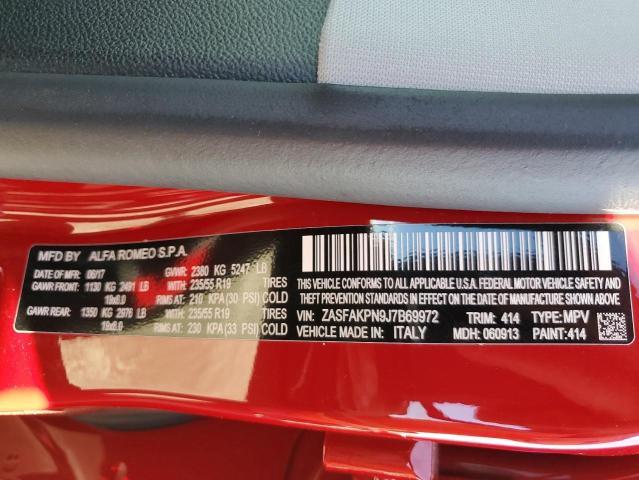 MFD BY ALFA ROMEO S.P.A.
DATE OF MFR: 06/17 GVWR: 2380 KG 5247 LB
GAWR FRONT: 1130 KG 2491 LB 235/55 R19 TIRES
19x8.0 RIMS AT: 210 KPA (30 PSI) COLD
GAWR REAR: 1350 KG 2976 LB 235/55 R19 TIRES
19x8.0 RIMS AT: 230 KPA (33 PSI) COLD
THIS VEHICLE CONFORMS TO ALL APPLICABLE U.S.A. FEDERAL MOTOR VEHICLE SAFETY AND
THEFT PREVENTION STANDARDS IN EFFECT ON THE DATE OF MANUFACTURE SHOWN ABOVE
VIN: ZASFAKPN9J7B69972 TRIM: 414 TYPE: MPV
VEHICLE MADE IN: ITALY MDH: 060913 PAINT: 414